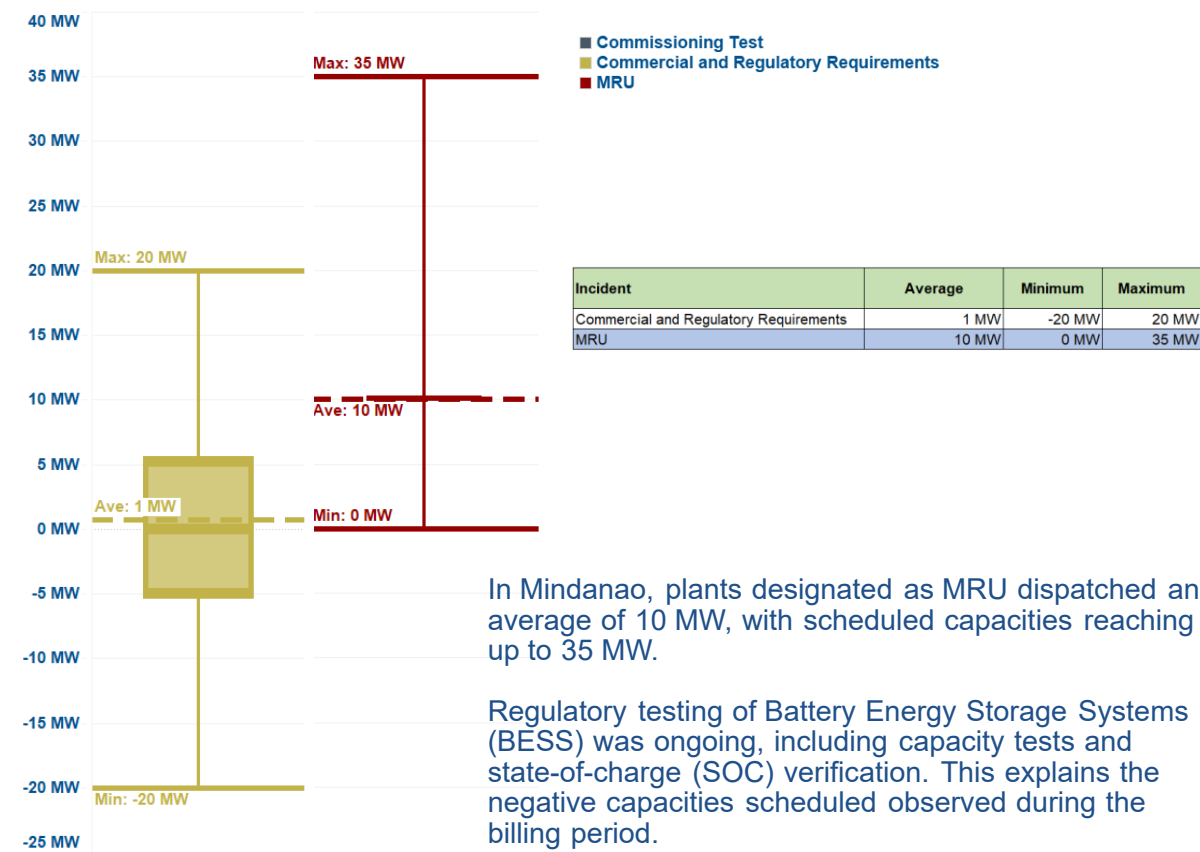 40 MW
35 MW
30 MW
25 MW
20 MW
15 MW
10 MW
5 MW
0 MW
-5 MW
-10 MW
-15 MW
-20 MW
-25 MW
Max: 20 MW
Ave: 1 MW
Min: -20 MW
Max: 35 MW
Ave: 10 MW
Min: 0 MW
Commissioning Test
Commercial and Regulatory Requirements
MRU
Incident Average Minimum Maximum
Commercial and Regulatory Requirements 1 MW -20 MW 20 MW
MRU 10 MW 0 MW 35 MW
In Mindanao, plants designated as MRU dispatched an
average of 10 MW, with scheduled capacities reaching
up to 35 MW.
Regulatory testing of Battery Energy Storage Systems
(BESS) was ongoing, including capacity tests and
state-of-charge (SOC) verification. This explains the
negative capacities scheduled observed during the
billing period.